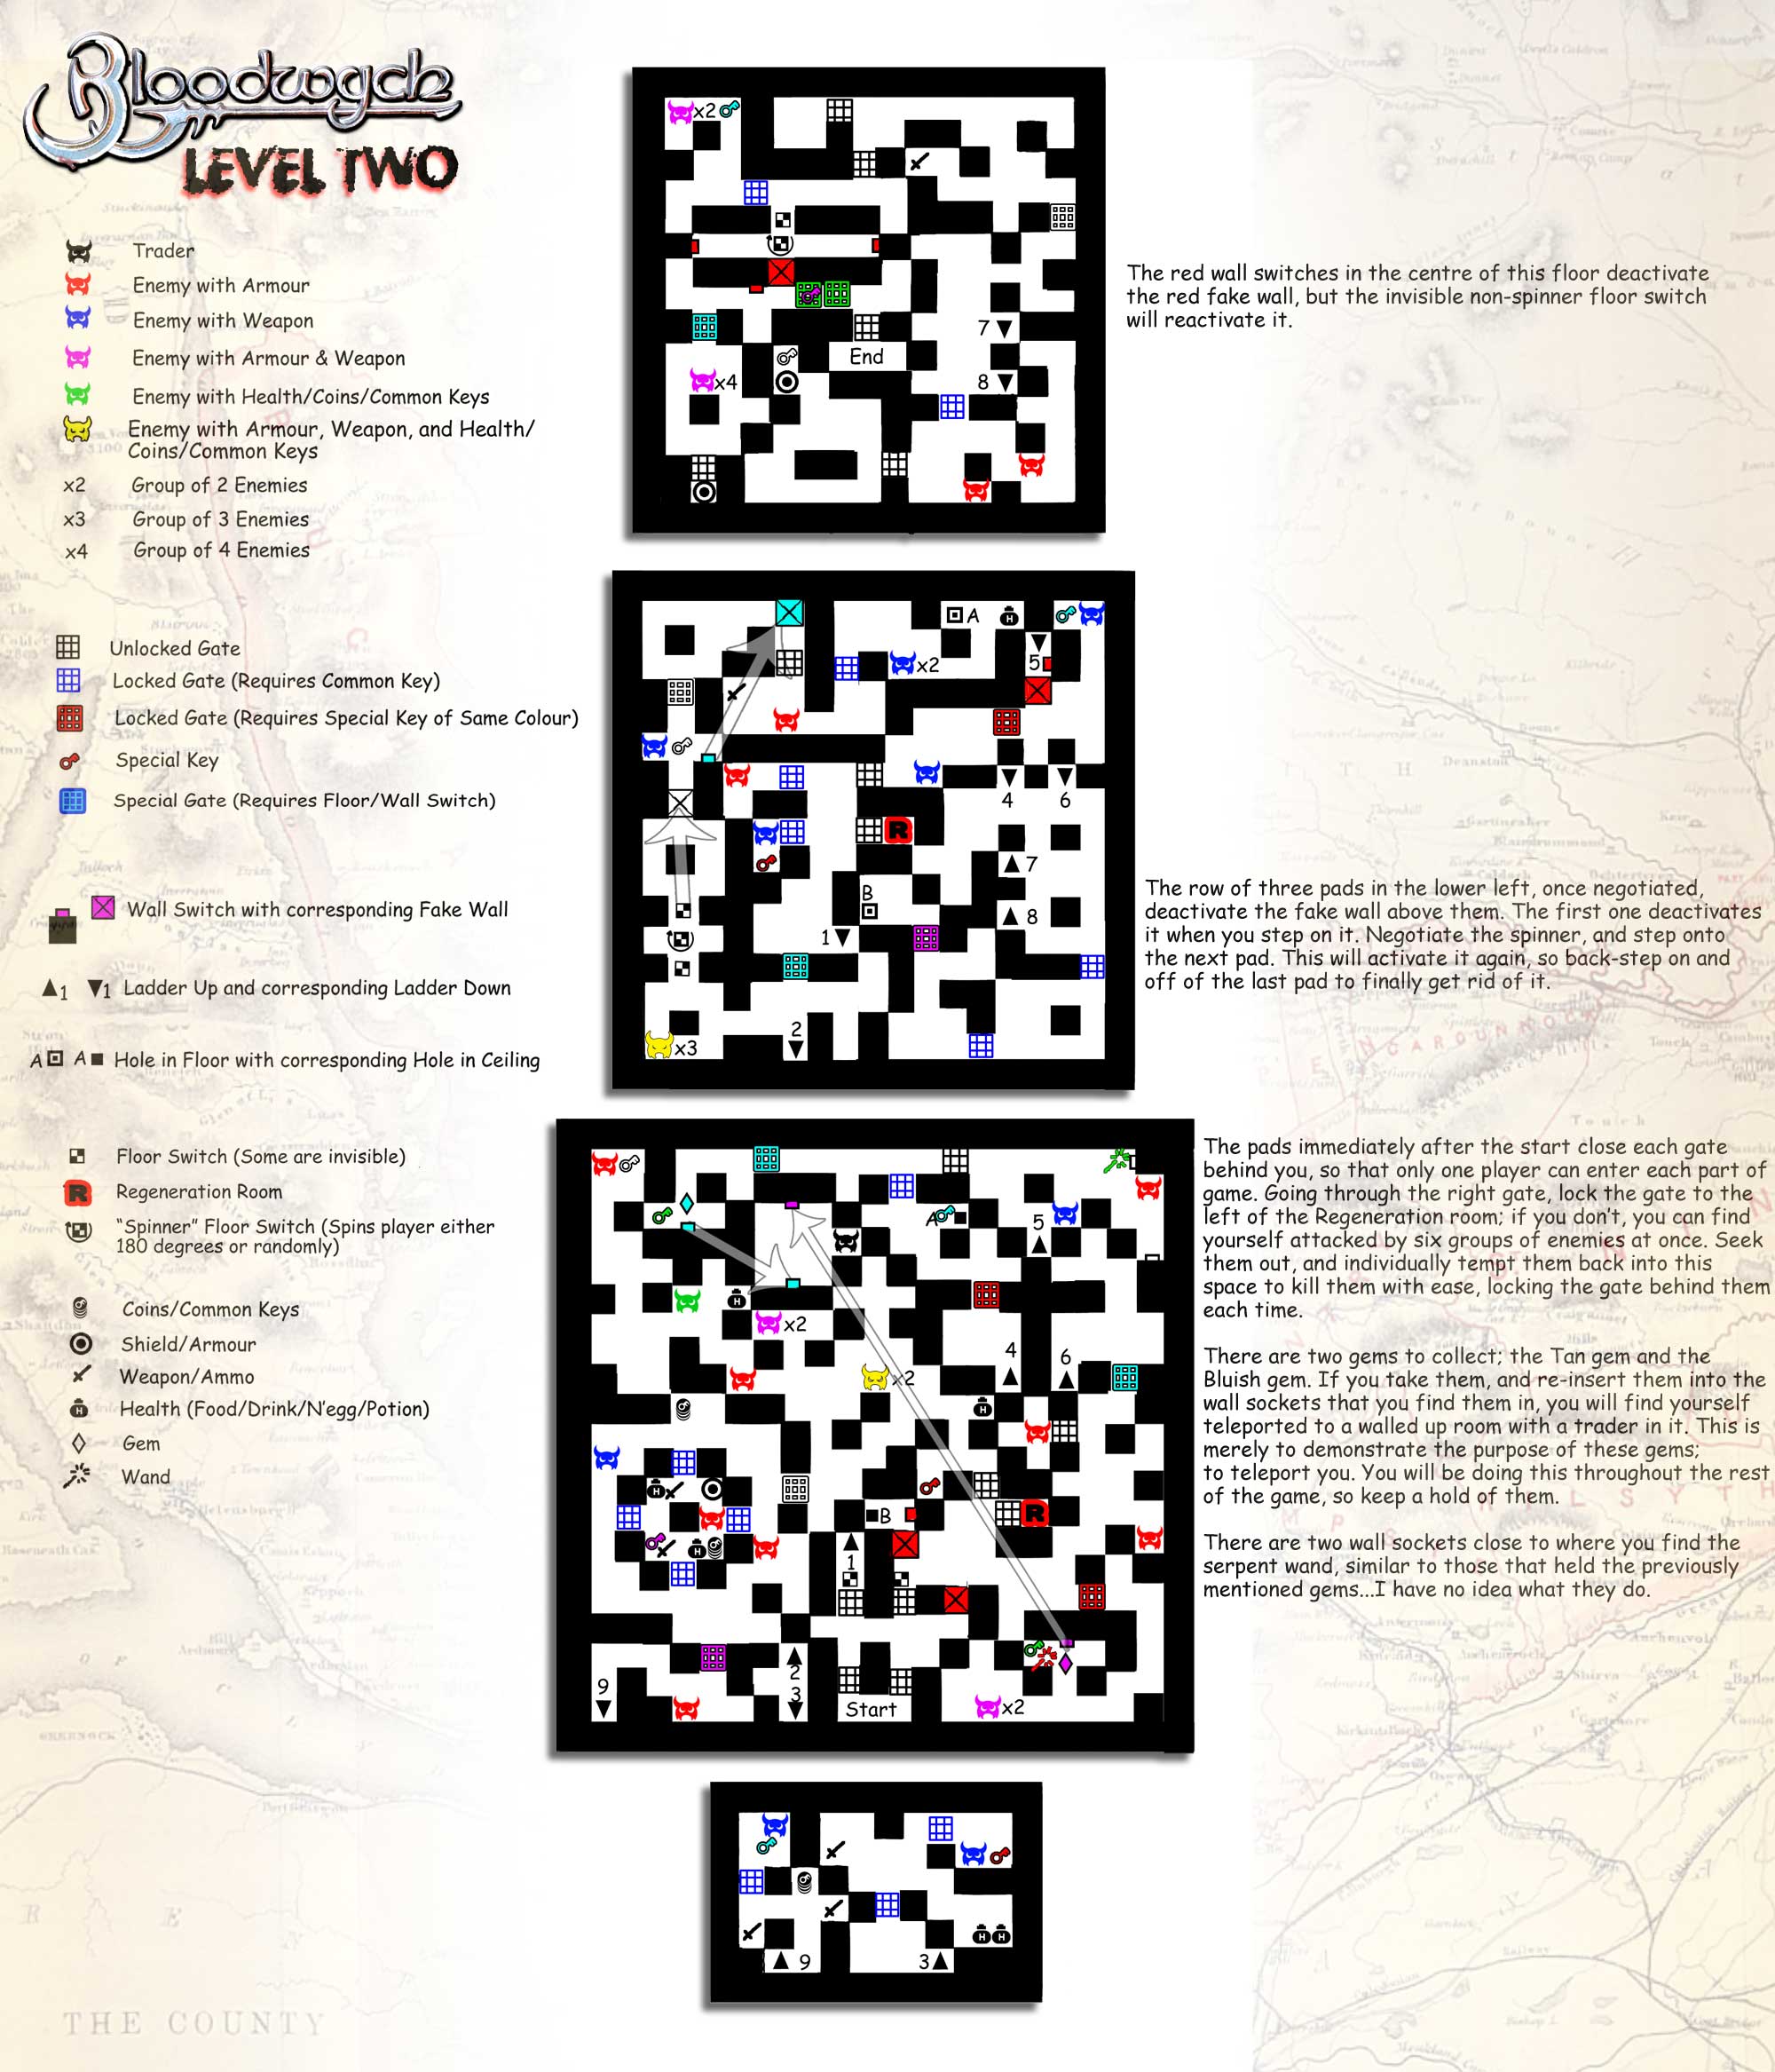 Bloodwych
LEVEL TWO
Trader
Enemy with Armour
Enemy with Weapon
Enemy with Armour & Weapon
Enemy with Health/Coins/Common Keys
Enemy with Armour, Weapon, and Health/
Coins/Common Keys
x2 Group of 2 Enemies
x3 Group of 3 Enemies
x4 Group of 4 Enemies
Unlocked Gate
Locked Gate (Requires Common Key)
Locked Gate (Requires Special Key of Same Colour)
Special Key
Special Gate (Requires Floor/Wall Switch)
Wall Switch with corresponding Fake Wall
1 1 Ladder Up and corresponding Ladder Down
A A Hole in Floor with corresponding Hole in Ceiling
Floor Switch (Some are invisible)
R Regeneration Room
“Spinner” Floor Switch (Spins player either
180 degrees or randomly)
Coins/Common Keys
Shield/Armour
Weapon/Ammo
H Health (Food/Drink/N'egg/Potion)
Gem
Wand
THE COUNTY
x2
7
End
x4
8
The red wall switches in the centre of this floor deactivate
the red fake wall, but the invisible non-spinner floor switch
will reactivate it.
A H
x2 5
4 6
R
7
B
8
1
2
x3
The row of three pads in the lower left, once negotiated,
deactivate the fake wall above them. The first one deactivates
it when you step on it. Negotiate the spinner, and step onto
the next pad. This will activate it again, so back-step on and
off of the last pad to finally get rid of it.
A
5
H
x2
4 6
x2
H
H
B R
H
1
2
9
3
Start x2
The pads immediately after the start close each gate
behind you, so that only one player can enter each part of
game. Going through the right gate, lock the gate to the
left of the Regeneration room; if you don't, you can find
yourself attacked by six groups of enemies at once. Seek
them out, and individually tempt them back into this
space to kill them with ease, locking the gate behind them
each time.
There are two gems to collect; the Tan gem and the
Bluish gem. If you take them, and re-insert them into the
wall sockets that you find them in, you will find yourself
teleported to a walled up room with a trader in it. This is
merely to demonstrate the purpose of these gems;
to teleport you. You will be doing this throughout the rest
of the game, so keep a hold of them.
There are two wall sockets close to where you find the
serpent wand, similar to those that held the previously
mentioned gems...I have no idea what they do.
H H
9 3